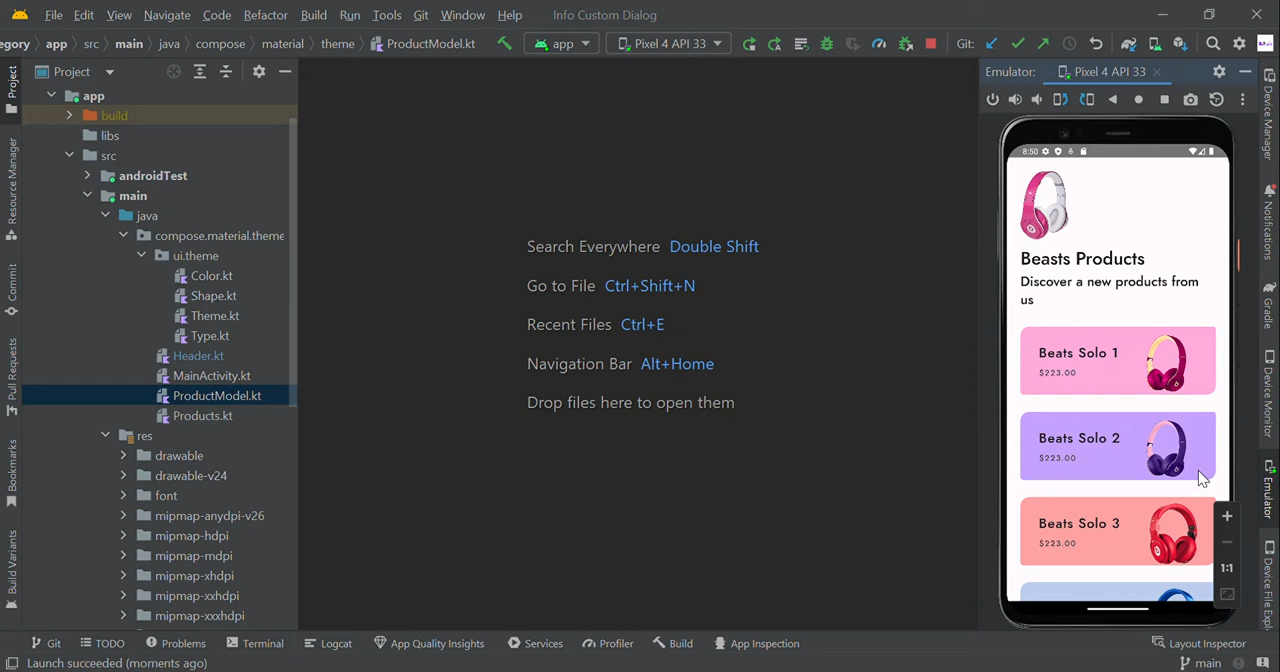 File Edit View Navigate Code Refactor Build Run Tools Git Window Help Info Custom Dialog
egory app src main java compose material theme ProductModel.kt app Pixel 4 API 33 Git:
Project
Emulator: Pixel 4 API 33
app
build
libs
src
androidTest
main
java
compose.material.theme
ui.theme
Color.kt
Shape.kt
Theme.kt
Type.kt
Header.kt
MainActivity.kt
ProductModel.kt
Products.kt
res
drawable
drawable-v24
font
mipmap-anydpi-v26
mipmap-hdpi
mipmap-mdpi
mipmap-xhdpi
mipmap-xxhdpi
mipmap-xxxhdpi
Project
Resource Manager
Commit
Pull Requests
Bookmarks
Build Variants
Search Everywhere Double Shift
Go to File Ctrl+Shift+N
Recent Files Ctrl+E
Navigation Bar Alt+Home
Drop files here to open them
8:50
Beasts Products
Discover a new products from
us
Beats Solo 1
$223.00
Beats Solo 2
$223.00
Beats Solo 3
$223.00
1:1
Device Manager
Notifications
Gradle
Device Monitor
Emulator
Device File Expl
Git TODO Problems Terminal Logcat App Quality Insights Services Profiler Build App Inspection Layout Inspector
Launch succeeded (moments ago) main